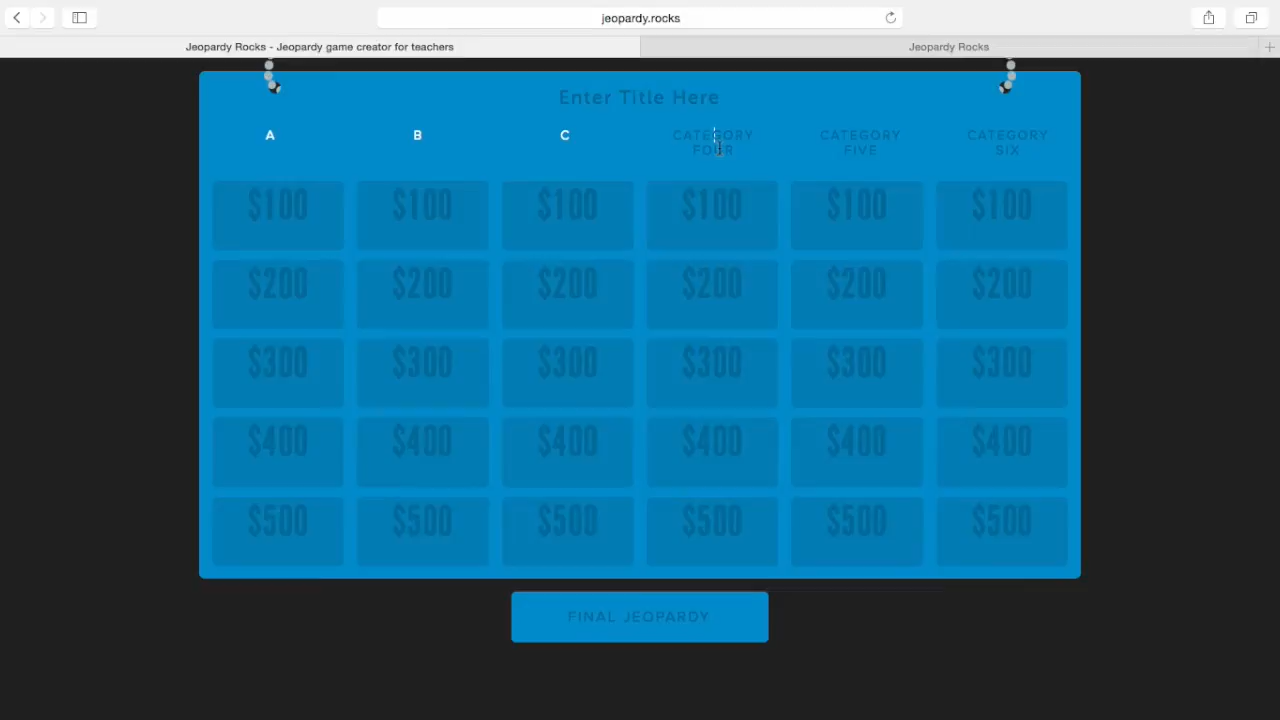 jeopardy.rocks
Jeopardy Rocks - Jeopardy game creator for teachers
Jeopardy Rocks
Enter Title Here
A
B
C
CATEGORY
FOUR
CATEGORY
FIVE
CATEGORY
SIX
$100 $100 $100 $100 $100 $100
$200 $200 $200 $200 $200 $200
$300 $300 $300 $300 $300 $300
$400 $400 $400 $400 $400 $400
$500 $500 $500 $500 $500 $500
FINAL JEOPARDY